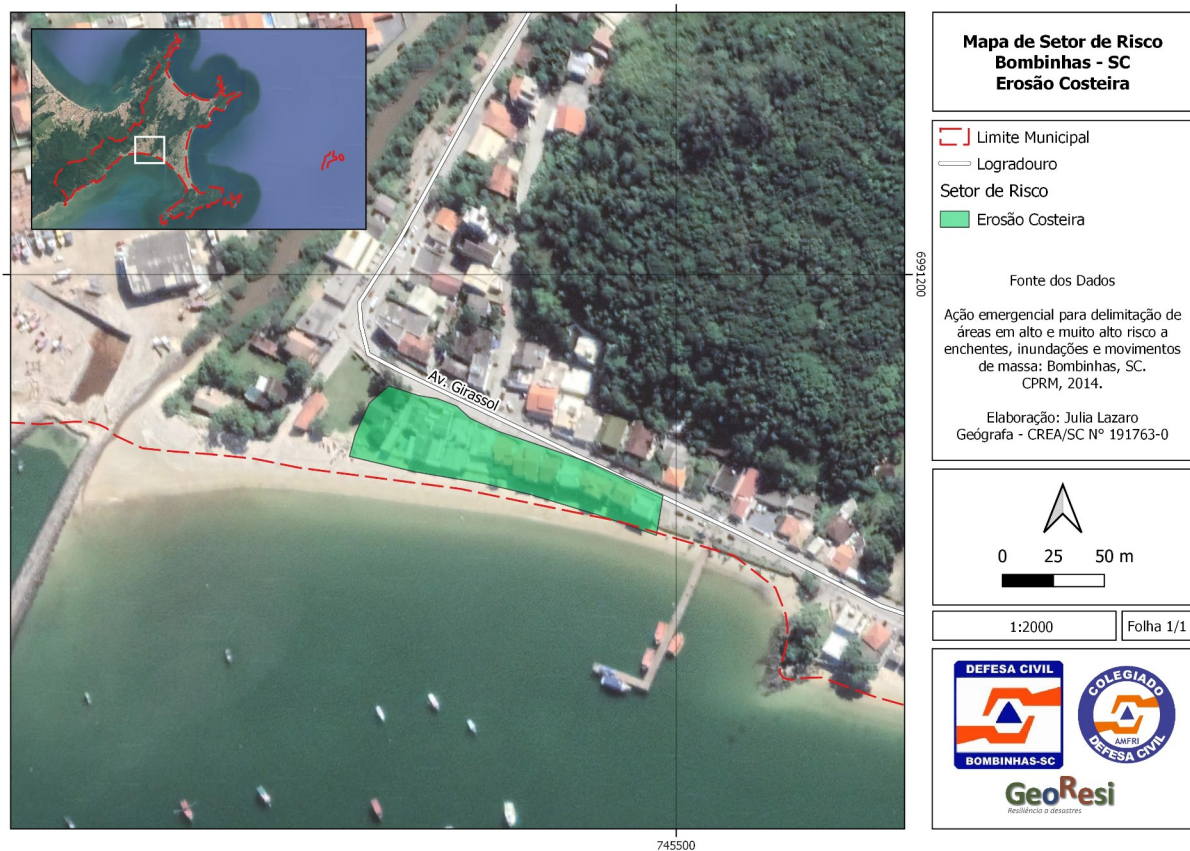 Mapa de Setor de Risco
Bombinhas - SC
Erosão Costeira
Limite Municipal
Logradouro
Setor de Risco
Erosão Costeira
Fonte dos Dados
Ação emergencial para delimitação de
áreas em alto e muito alto risco a
enchentes, inundações e movimentos
de massa: Bombinhas, SC.
CPRM, 2014.
Elaboração: Julia Lazaro
Geógrafa - CREA/SC N° 191763-0
0 25 50 m
1:2000
Folha 1/1
DEFESA CIVIL
BOMBINHAS-SC
COLEGIADO
AMFRI
DEFESA CIVIL
GeoResi
Resiliência a desastres
Av. Girassol
6991200
745500